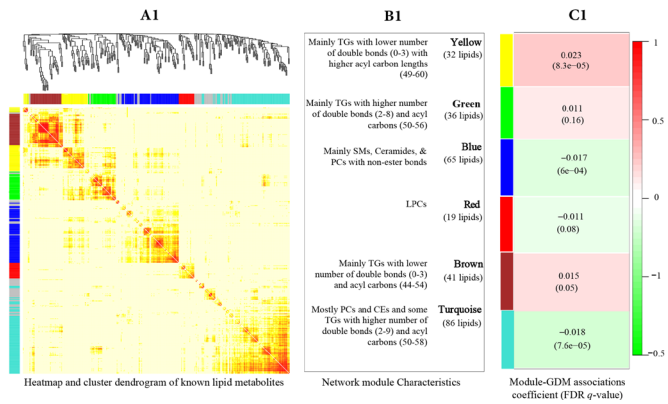 A1
B1
C1
Mainly TGs with lower number
of double bonds (0-3) with
higher acyl carbon lengths
(49-60)
Yellow
(32 lipids)
Mainly TGs with higher number
of double bonds (2-8) and acyl
carbons (50-56)
Green
(36 lipids)
Mainly SMs, Ceramides, &
PCs with non-ester bonds
Blue
(65 lipids)
LPCs
Red
(19 lipids)
Mainly TGs with lower
number of double bonds (0-3)
and acyl carbons (44-54)
Brown
(41 lipids)
Mostly PCs and CEs and some
TGs with higher number of
double bonds (2-9) and acyl
carbons (50-58)
Turquoise
(86 lipids)
0.023
(8.3e−05)
0.011
(0.16)
−0.017
(6e−04)
−0.011
(0.08)
0.015
(0.05)
−0.018
(7.6e−05)
1
0.5
0
−1
−0.5
Heatmap and cluster dendrogram of known lipid metabolites
Network module Characteristics
Module-GDM associations
coefficient (FDR q-value)